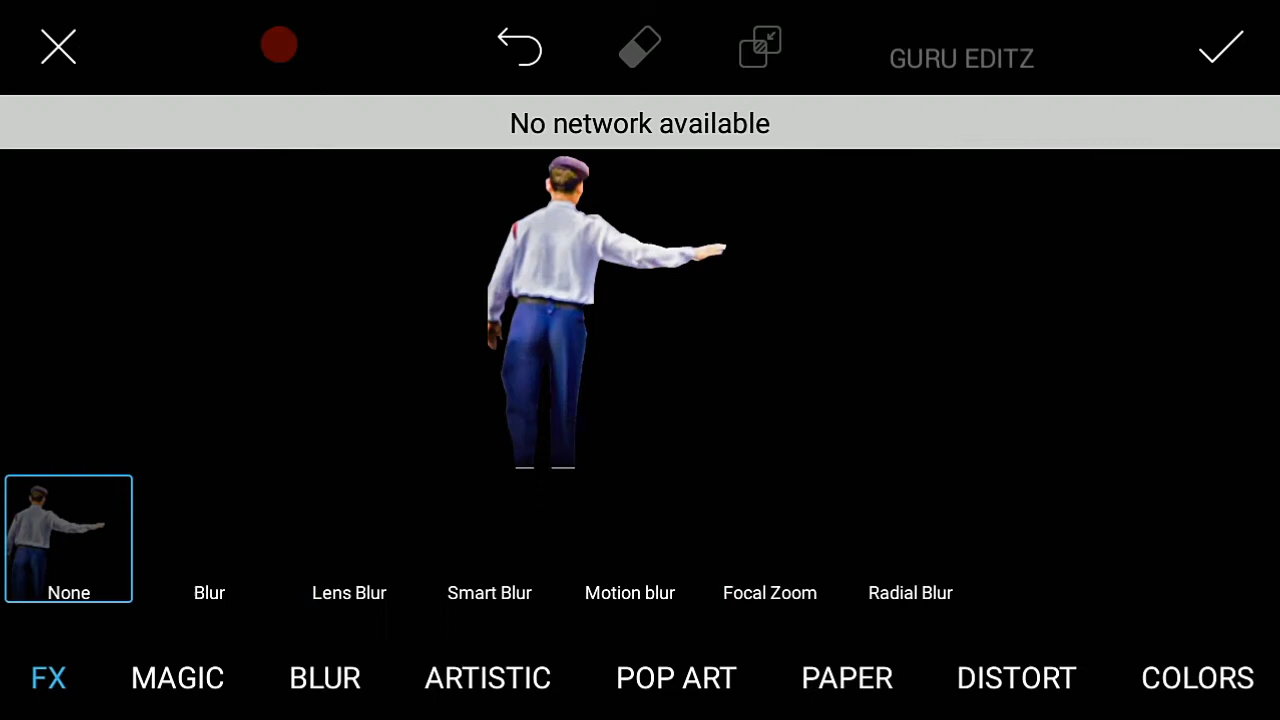 GURU EDITZ
No network available
None Blur Lens Blur Smart Blur Motion blur Focal Zoom Radial Blur
FX MAGIC BLUR ARTISTIC POP ART PAPER DISTORT COLORS